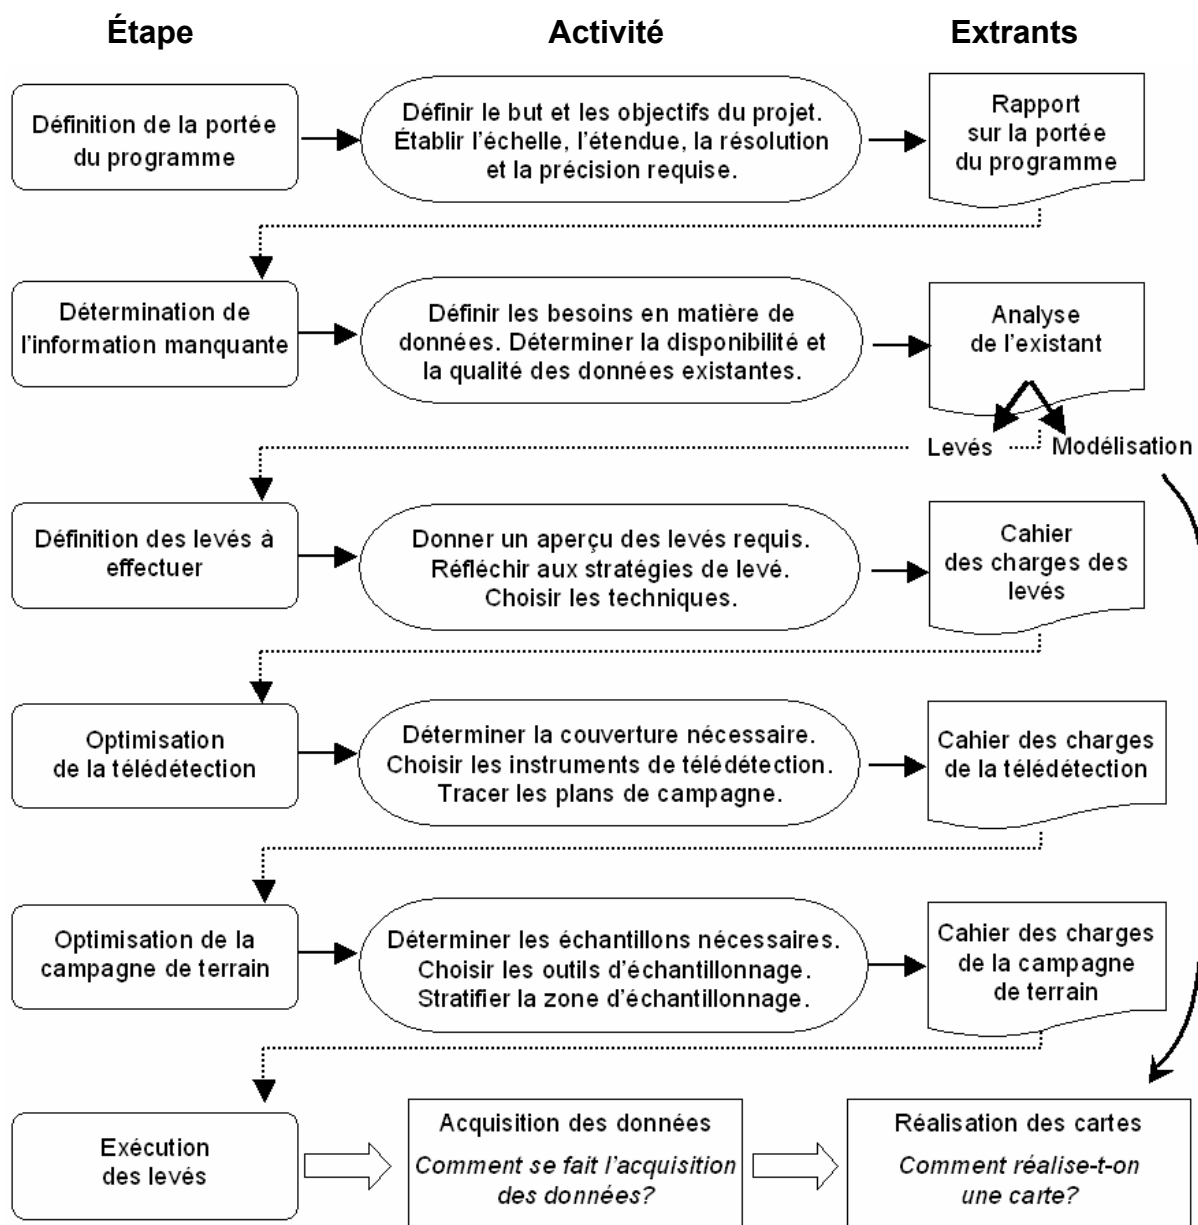 Étape
Activité
Extrants
Définition de la portée
du programme
Définir le but et les objectifs du projet.
Établir l'échelle, l'étendue, la résolution
et la précision requise.
Rapport
sur la portée
du programme
Détermination de
l'information manquante
Définir les besoins en matière de
données. Déterminer la disponibilité et
la qualité des données existantes.
Analyse
de l'existant
Levés
Modélisation
Définition des levés à
effectuer
Donner un aperçu des levés requis.
Réfléchir aux stratégies de levé.
Choisir les techniques.
Cahier
des charges des
levés
Optimisation
de la télédétection
Déterminer la couverture nécessaire.
Choisir les instruments de télédétection.
Tracer les plans de campagne.
Cahier des charges
de la télédétection
Optimisation de la
campagne de terrain
Déterminer les échantillons nécessaires.
Choisir les outils d'échantillonnage.
Stratifier la zone d'échantillonnage.
Cahier des charges
de la campagne
de terrain
Exécution
des levés
Acquisition des données
Comment se fait l'acquisition
des données?
Réalisation des cartes
Comment réalise-t-on
une carte?